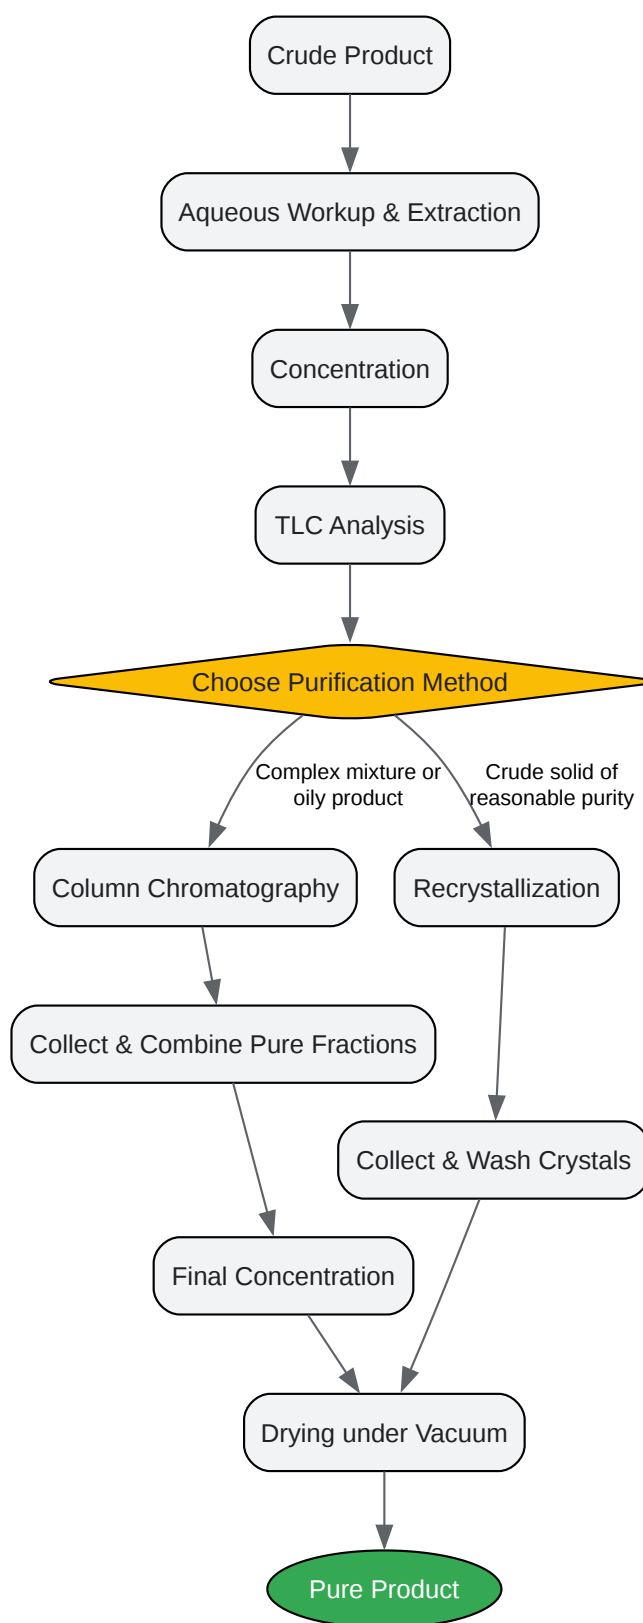 Crude Product
Aqueous Workup & Extraction
Concentration
TLC Analysis
Choose Purification Method
Complex mixture or
oily product
Crude solid of
reasonable purity
Column Chromatography
Recrystallization
Collect & Combine Pure Fractions
Collect & Wash Crystals
Final Concentration
Drying under Vacuum
Pure Product